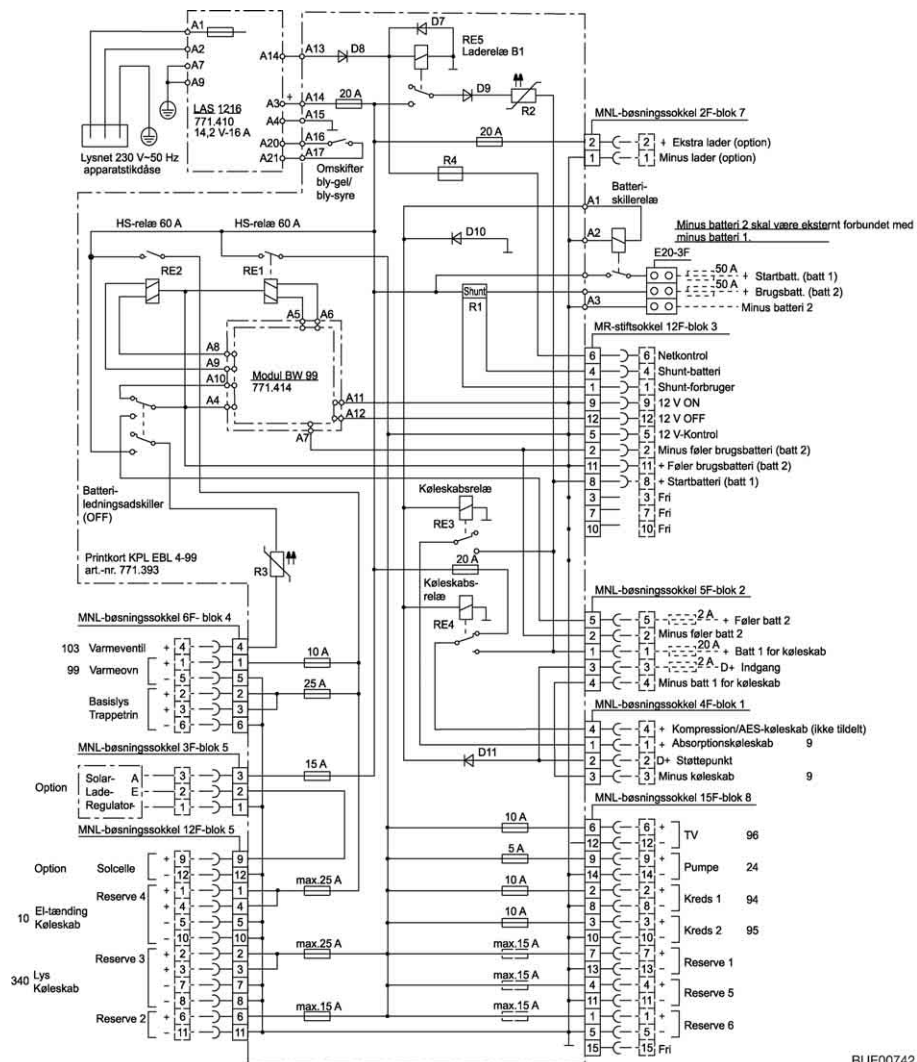 A1
A2
A7
A9
LAS 1216
771.410
14,2 V-16 A
A14
A3
+
A4
A20
A21
Lysnet 230 V~50 Hz
apparatstikdåse
A13
D8
A14
20 A
A15
A16
A17
Omskifter
bly-gel/
bly-syre
D7
RE5
Laderelæ B1
D9
R2
20 A
R4
MNL-bøsningssokkel 2F-blok 7
2 2 + Ekstra lader (option)
1 1 Minus lader (option)
A1
Batteri-
skillerelæ
A2
D10
Minus batteri 2 skal være eksternt forbundet med
minus batteri 1.
E20-3F
50 A + Startbatt. (batt 1)
50 A + Brugsbatt. (batt 2)
A3 Minus batteri 2
Shunt
R1
HS-relæ 60 A
HS-relæ 60 A
RE2
RE1
A5
A6
A8
A9
A10
A4
Modul BW 99
771.414
A11
A12
A7
MR-stiftsokkel 12F-blok 3
6 6 Netkontrol
4 4 Shunt-batteri
1 1 Shunt-forbruger
9 9 12 V ON
12 12 12 V OFF
5 5 12 V-Kontrol
2 2 Minus føler brugsbatteri (batt 2)
11 11 + Føler brugsbatteri (batt 2)
8 8 + Startbatteri (batt 1)
3 3 Fri
7 7 Fri
10 10 Fri
Batteri-
ledningsadskiller
(OFF)
Printkort KPL EBL 4-99
art.-nr. 771.393
R3
Køleskabsrelæ
RE3
20 A
Køleskabs-
relæ
RE4
D11
MNL-bøsningssokkel 5F-blok 2
5 5 2 A + Føler batt 2
2 2 Minus føler batt 2
1 1 20 A + Batt 1 for køleskab
3 3 2 A D+ Indgang
4 4 Minus batt 1 for køleskab
MNL-bøsningssokkel 4F-blok 1
4 4 + Kompression/AES-køleskab (ikke tildelt)
1 1 + Absorptionskøleskab 9
2 2 D+ Støttepunkt
3 3 Minus køleskab 9
MNL-bøsningssokkel 6F- blok 4
103 Varmeventil + 4 4
99 Varmeovn + 1 1 10 A
- 5 5
Basislys
Trappetrin
+ 2 2 25 A
+ 3 3
- 6 6
MNL-bøsningssokkel 3F-blok 5
Option
Solar- A 3 3 15 A
Lade- E 2 2
Regulator- 1 1
MNL-bøsningssokkel 12F-blok 5
Option Solcelle + 9 9
- 12 12
Reserve 4 + 1 1 max.25 A
+ 4 4
10 El-tænding
Køleskab
- 5 5
- 10 10
Reserve 3 + 2 2 max.25 A
+ 3 3
340 Lys
Køleskab
- 7 7
- 8 8
Reserve 2 + 6 6 max.15 A
- 11 11
MNL-bøsningssokkel 15F-blok 8
10 A 6 6 + TV 96
12 12 -
5 A 9 9 + Pumpe 24
14 14 -
10 A 2 2 + Kreds 1 94
8 8 -
10 A 3 3 + Kreds 2 95
10 10 -
max.15 A 7 7 + Reserve 1
13 13 -
max.15 A 4 4 + Reserve 5
11 11 -
max.15 A 1 1 + Reserve 6
5 5 -
15 15 Fri
BUE00742